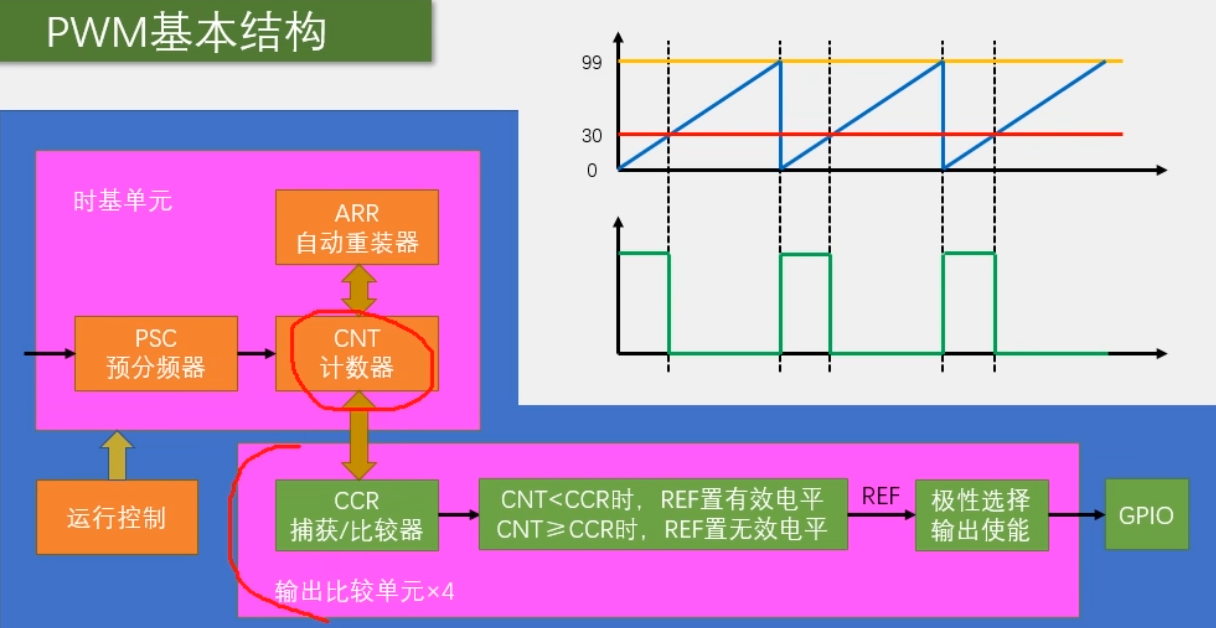 PWM基本结构
99
30
0
时基单元
ARR
自动重装器
PSC
预分频器
CNT
计数器
运行控制
CCR
捕获/比较器
CNT<CCR时，REF置有效电平
CNT≥CCR时，REF置无效电平
REF
极性选择
输出使能
GPIO
输出比较单元×4